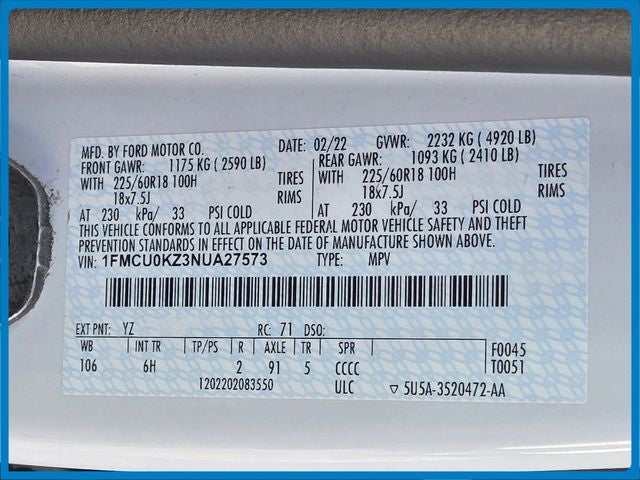 MFD. BY FORD MOTOR CO. DATE: 02/22 GVWR: 2232 KG ( 4920 LB)
FRONT GAWR: 1175 KG ( 2590 LB) REAR GAWR: 1093 KG ( 2410 LB)
WITH 225/60R18 100H TIRES WITH 225/60R18 100H TIRES
18x7.5J RIMS 18x7.5J RIMS
AT 230 kPa/ 33 PSI COLD AT 230 kPa/ 33 PSI COLD
THIS VEHICLE CONFORMS TO ALL APPLICABLE FEDERAL MOTOR VEHICLE SAFETY AND THEFT
PREVENTION STANDARDS IN EFFECT ON THE DATE OF MANUFACTURE SHOWN ABOVE.
VIN: 1FMCU0KZ3NUA27573 TYPE: MPV
EXT PNT: YZ RC: 71 DSO:
WB INT TR TP/PS R AXLE TR SPR F0045
106 6H 2 91 5 CCCC T0051
1202202083550 ULC ▽ 5U5A-3520472-AA